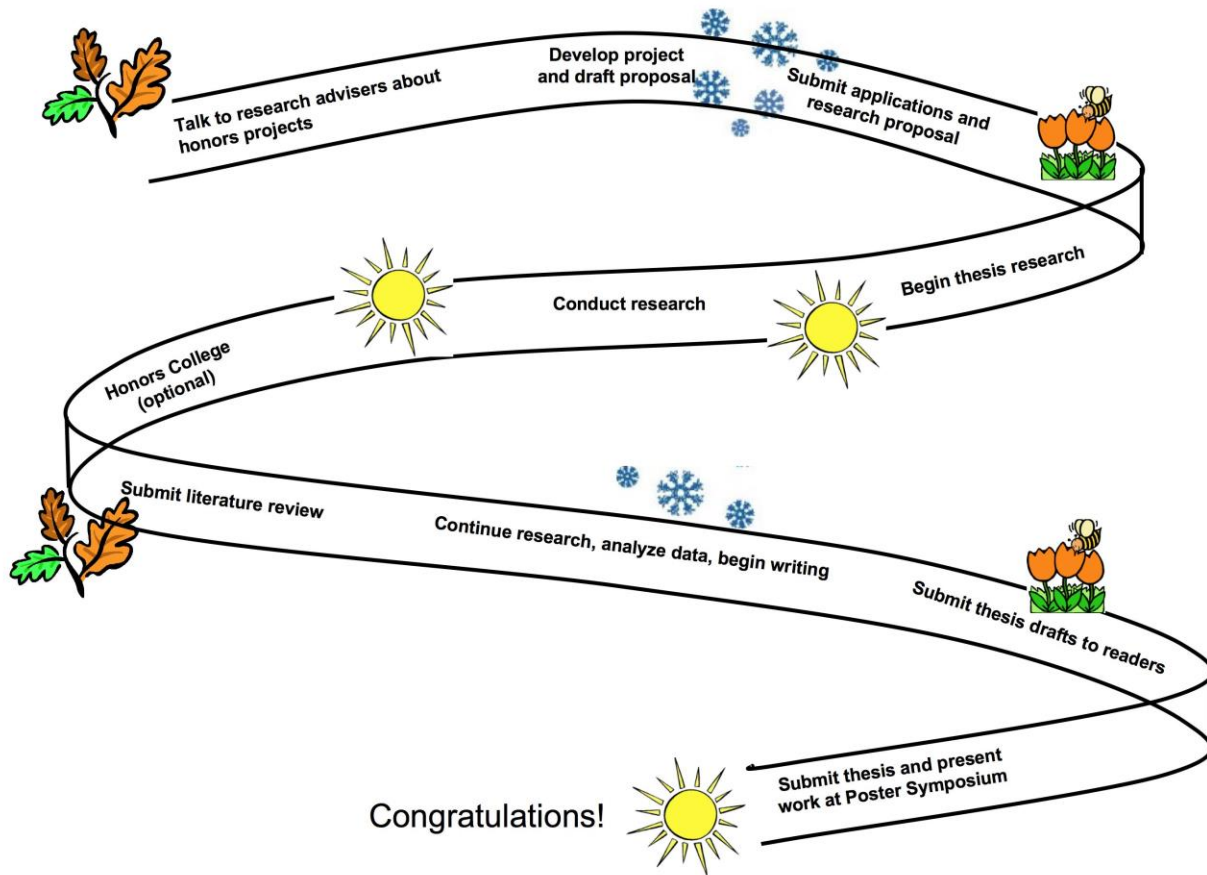 Talk to research advisers about
honors projects
Develop project
and draft proposal
Submit applications and
research proposal
Begin thesis research
Conduct research
Honors College
(optional)
Submit literature review
Continue research, analyze data, begin writing
Submit thesis drafts to readers
Submit thesis and present
work at Poster Symposium
Congratulations!